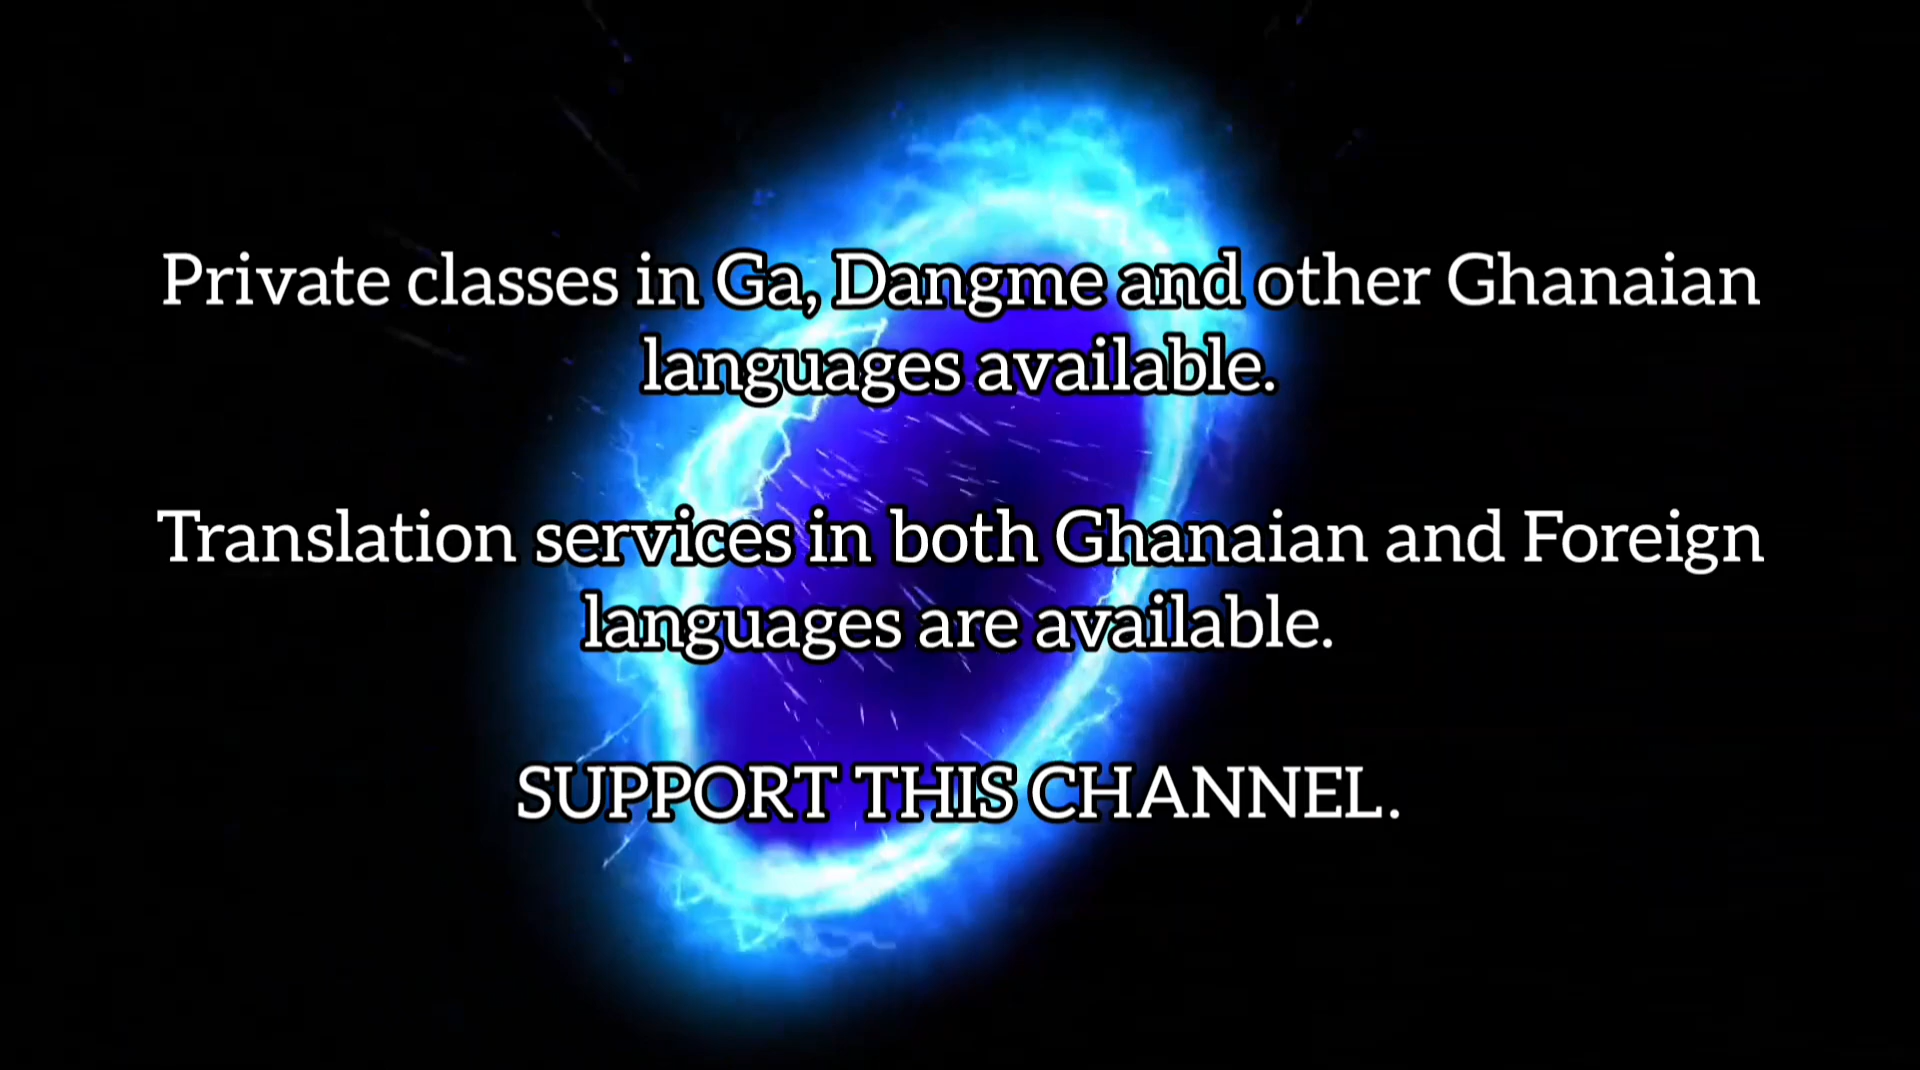 Private classes in Ga, Dangme and other Ghanaian
languages available.
Translation services in both Ghanaian and Foreign
languages are available.
SUPPORT THIS CHANNEL.